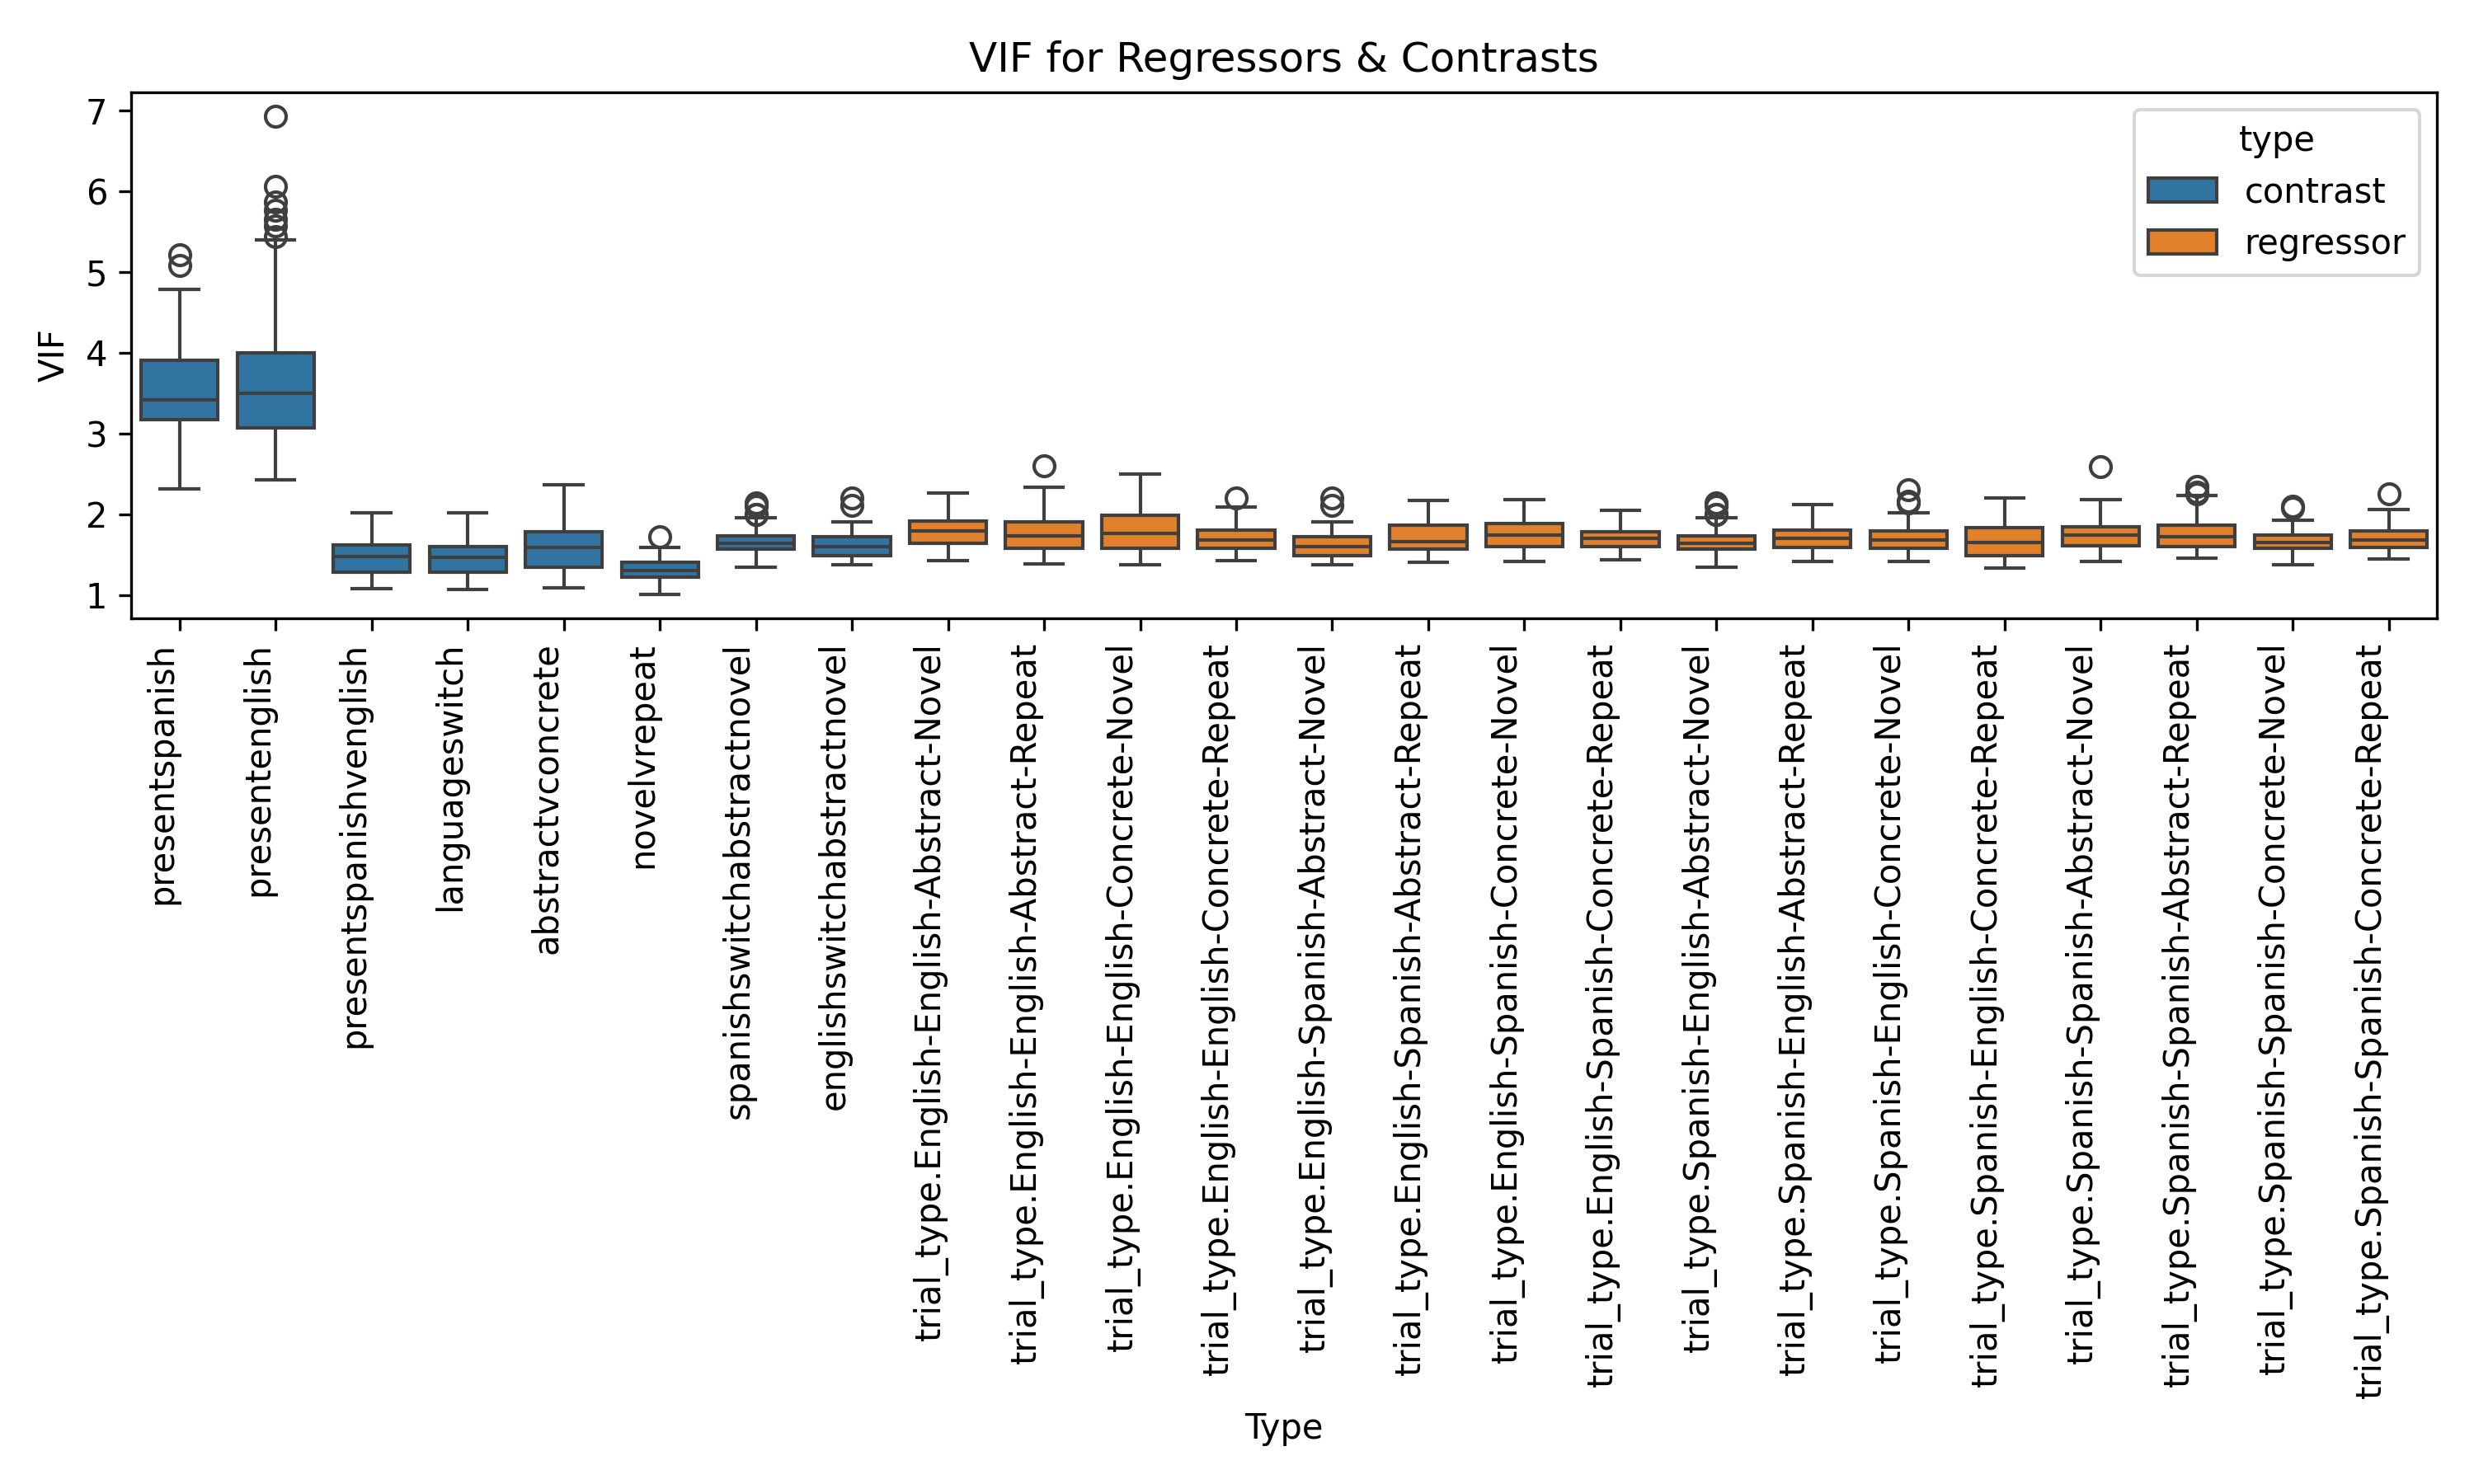 VIF for Regressors & Contrasts
VIF
7
6
5
4
3
2
1
type
contrast
regressor
presentspanish
presentenglish
presentspanishvenglish
languageswitch
abstractvconcrete
novelvrepeat
spanishswitchabstractnovel
englishswitchabstractnovel
trial_type.English-English-Abstract-Novel
trial_type.English-English-Abstract-Repeat
trial_type.English-English-Concrete-Novel
trial_type.English-English-Concrete-Repeat
trial_type.English-Spanish-Abstract-Novel
trial_type.English-Spanish-Abstract-Repeat
trial_type.English-Spanish-Concrete-Novel
trial_type.English-Spanish-Concrete-Repeat
trial_type.Spanish-English-Abstract-Novel
trial_type.Spanish-English-Abstract-Repeat
trial_type.Spanish-English-Concrete-Novel
trial_type.Spanish-English-Concrete-Repeat
trial_type.Spanish-Spanish-Abstract-Novel
trial_type.Spanish-Spanish-Abstract-Repeat
trial_type.Spanish-Spanish-Concrete-Novel
trial_type.Spanish-Spanish-Concrete-Repeat
Type